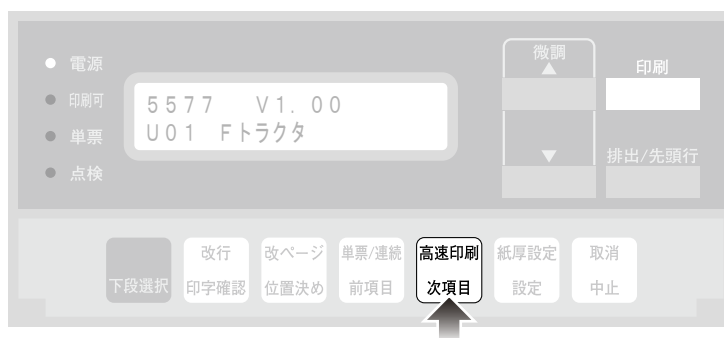 電源
印刷可
単票
点検
5577 V1.00
U01 Fトラクタ
微調
▲
▼
印刷
排出/先頭行
下段選択
改行
印字確認
改ページ
位置決め
単票/連続
前項目
高速印刷
次項目
紙厚設定
設定
取消
中止